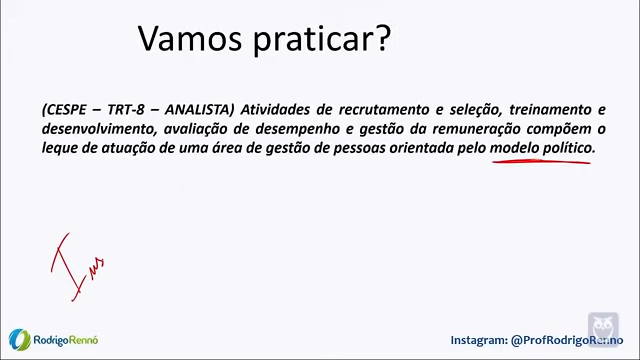 Vamos praticar?
(CESPE – TRT-8 – ANALISTA) Atividades de recrutamento e seleção, treinamento e
desenvolvimento, avaliação de desempenho e gestão da remuneração compõem o
leque de atuação de uma área de gestão de pessoas orientada pelo modelo político.
Ins
RodrigoRennó
Instagram: @ProfRodrigoRenno